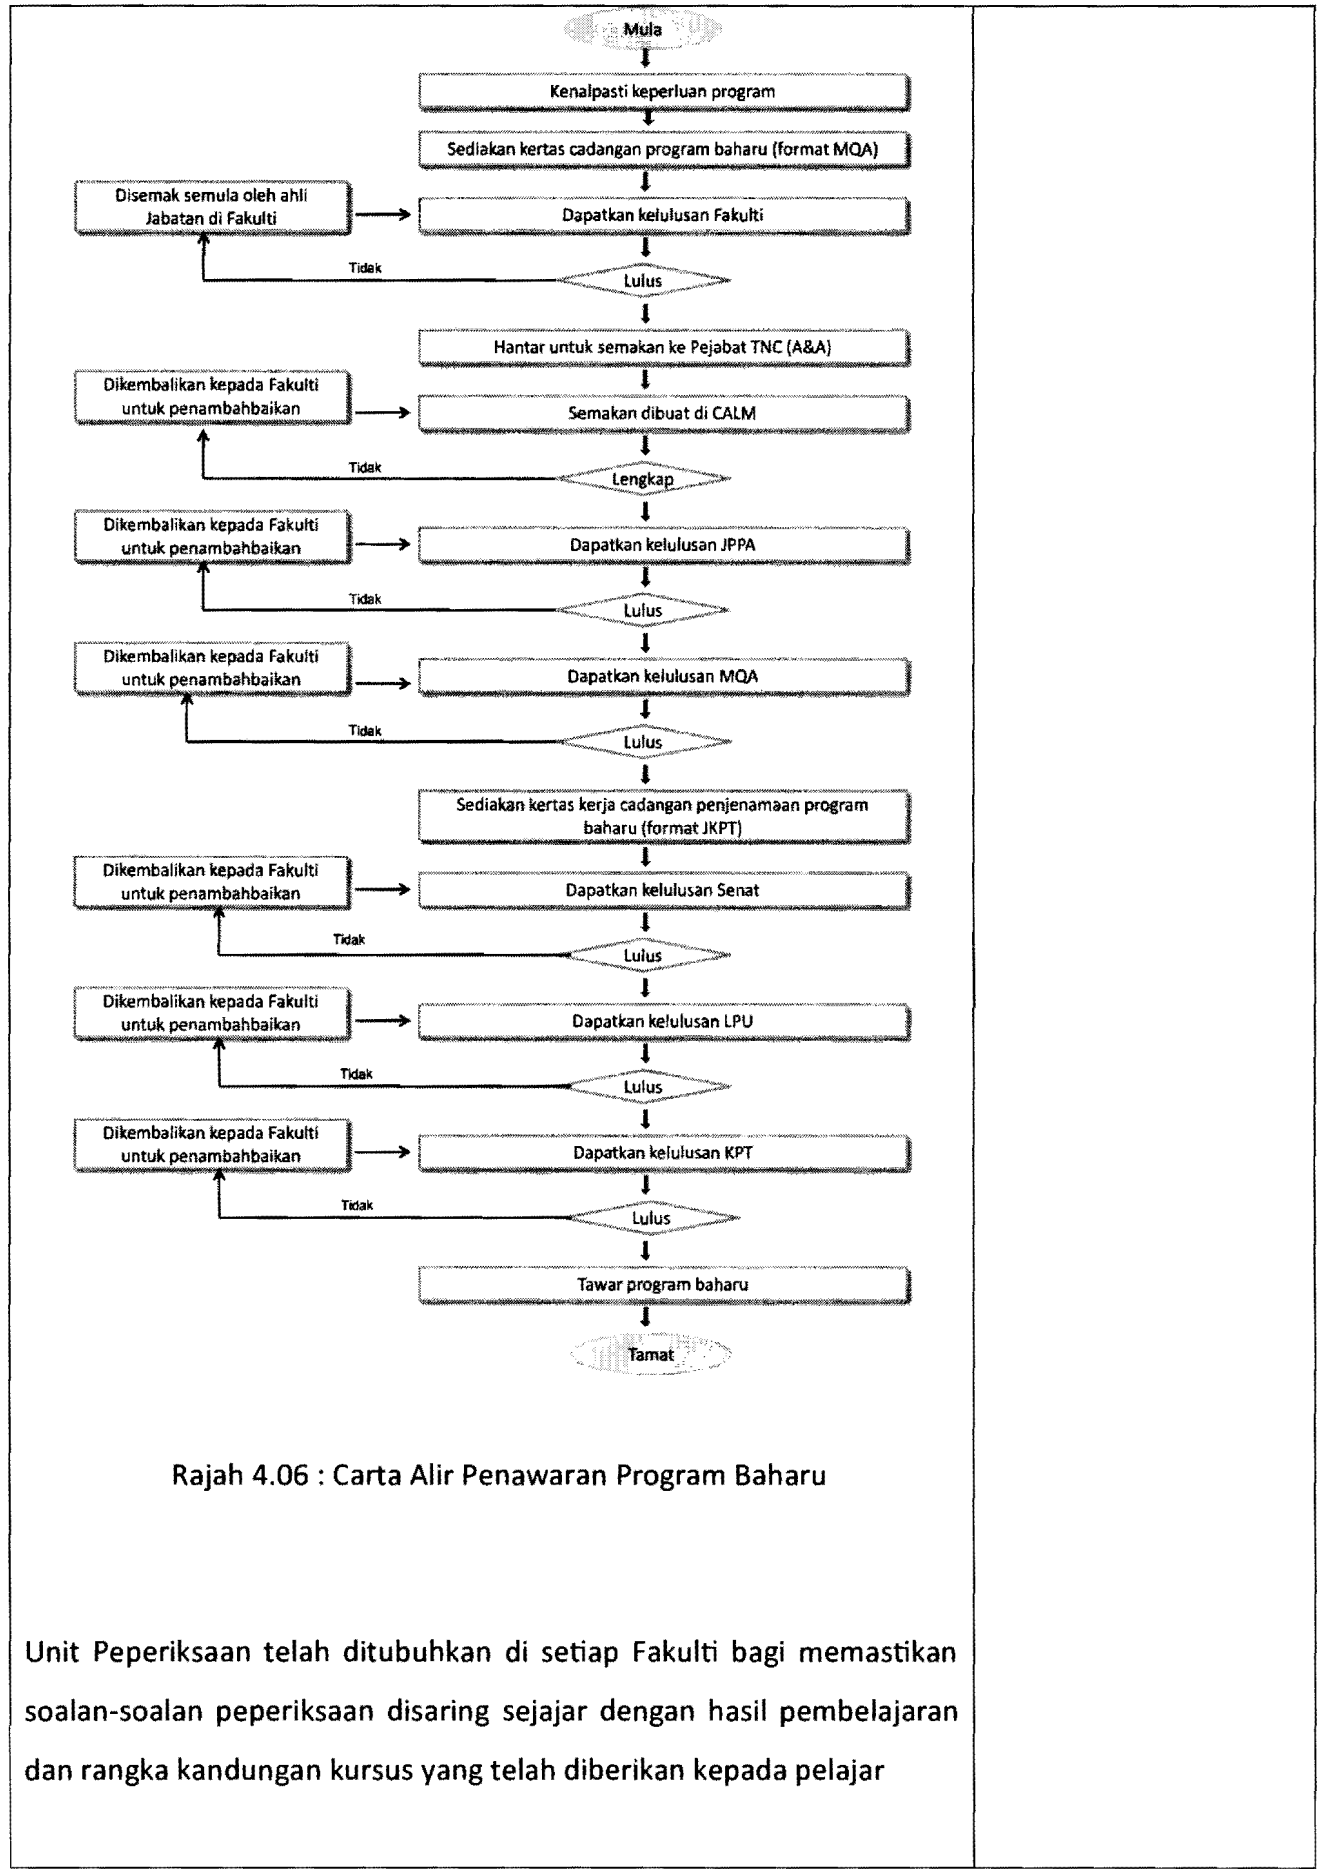 Mula
Kenalpasti keperluan program
Sediakan kertas cadangan program baharu (format MQA)
Disemak semula oleh ahli
Jabatan di Fakulti
Dapatkan kelulusan Fakulti
Tidak
Lulus
Hantar untuk semakan ke Pejabat TNC (A&A)
Dikembalikan kepada Fakulti
untuk penambahbaikan
Semakan dibuat di CALM
Tidak
Lengkap
Dikembalikan kepada Fakulti
untuk penambahbaikan
Dapatkan kelulusan JPPA
Tidak
Lulus
Dikembalikan kepada Fakulti
untuk penambahbaikan
Dapatkan kelulusan MQA
Tidak
Lulus
Sediakan kertas kerja cadangan penjenamaan program
baharu (format JKPT)
Dikembalikan kepada Fakulti
untuk penambahbaikan
Dapatkan kelulusan Senat
Tidak
Lulus
Dikembalikan kepada Fakulti
untuk penambahbaikan
Dapatkan kelulusan LPU
Tidak
Lulus
Dikembalikan kepada Fakulti
untuk penambahbaikan
Dapatkan kelulusan KPT
Tidak
Lulus
Tawar program baharu
Tamat
Rajah 4.06 : Carta Alir Penawaran Program Baharu
Unit Peperiksaan telah ditubuhkan di setiap Fakulti bagi memastikan
soalan-soalan peperiksaan disaring sejajar dengan hasil pembelajaran
dan rangka kandungan kursus yang telah diberikan kepada pelajar